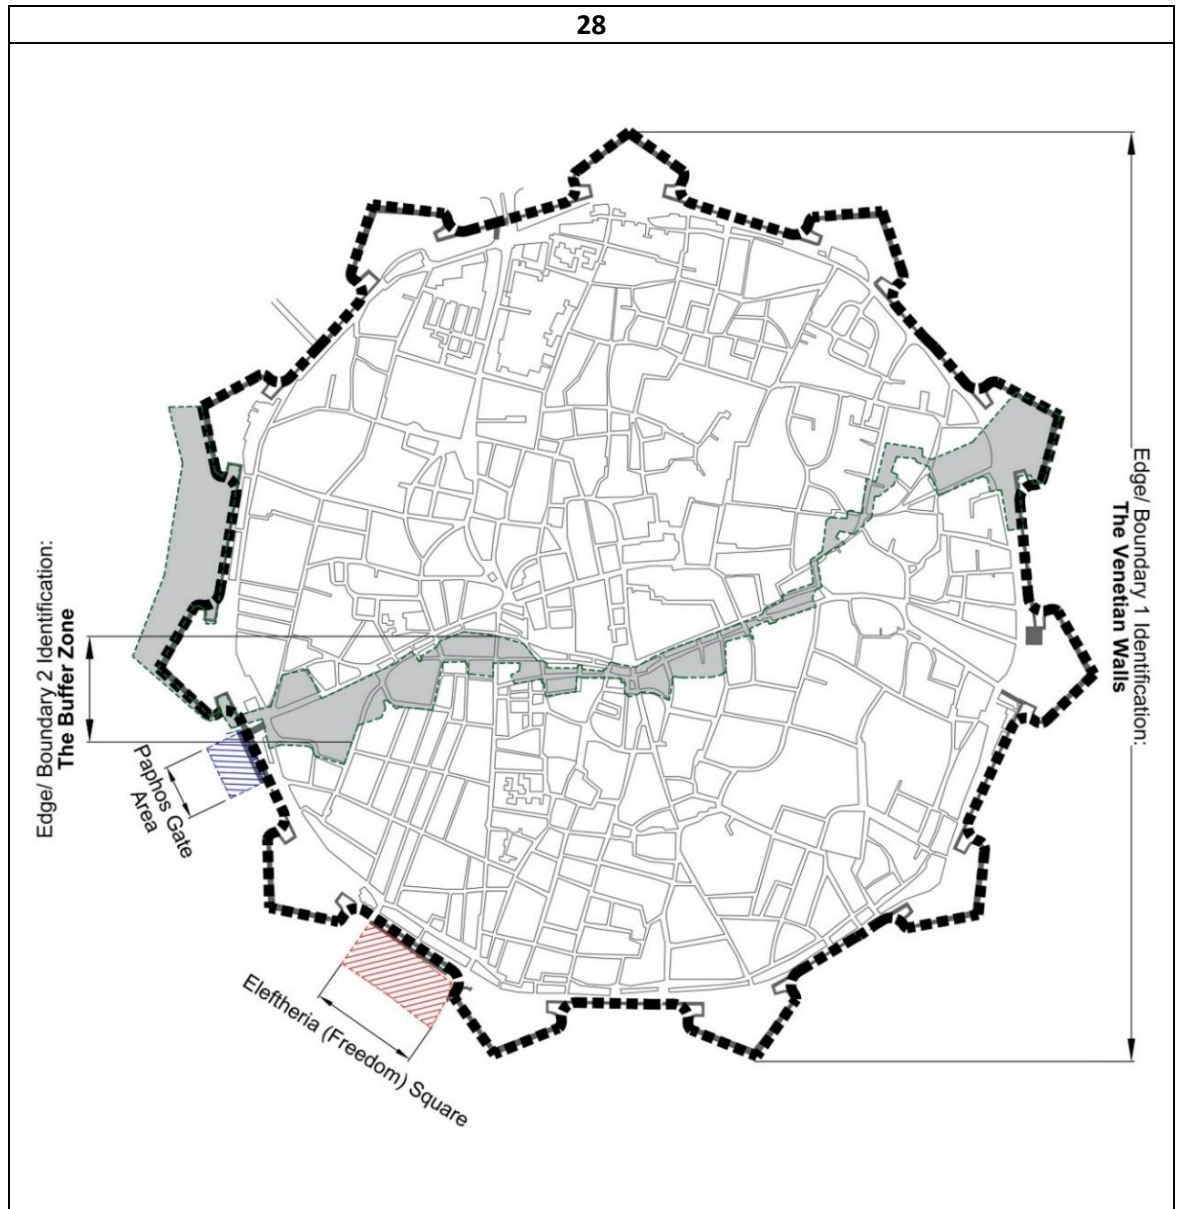 28
Edge/ Boundary 1 Identification:
The Venetian Walls
Edge/ Boundary 2 Identification:
The Buffer Zone
Paphos Gate
Area
Eleftheria (Freedom) Square